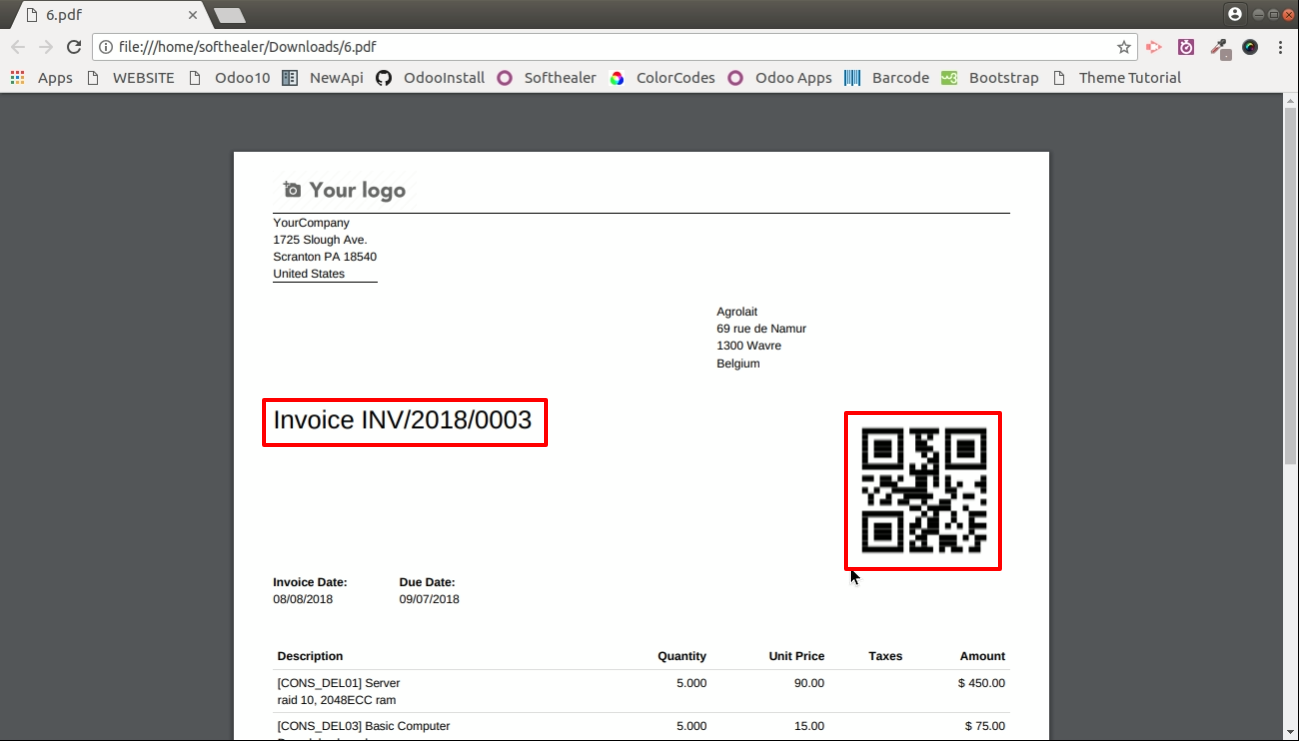 6.pdf
file:///home/softhealer/Downloads/6.pdf
Apps WEBSITE Odoo10 NewApi OdooInstall Softhealer ColorCodes Odoo Apps Barcode Bootstrap Theme Tutorial
Your logo
YourCompany
1725 Slough Ave.
Scranton PA 18540
United States
Agrolait
69 rue de Namur
1300 Wavre
Belgium
Invoice INV/2018/0003
Invoice Date: Due Date:
08/08/2018 09/07/2018
Description Quantity Unit Price Taxes Amount
[CONS_DEL01] Server 5.000 90.00 $ 450.00
raid 10, 2048ECC ram
[CONS_DEL03] Basic Computer 5.000 15.00 $ 75.00